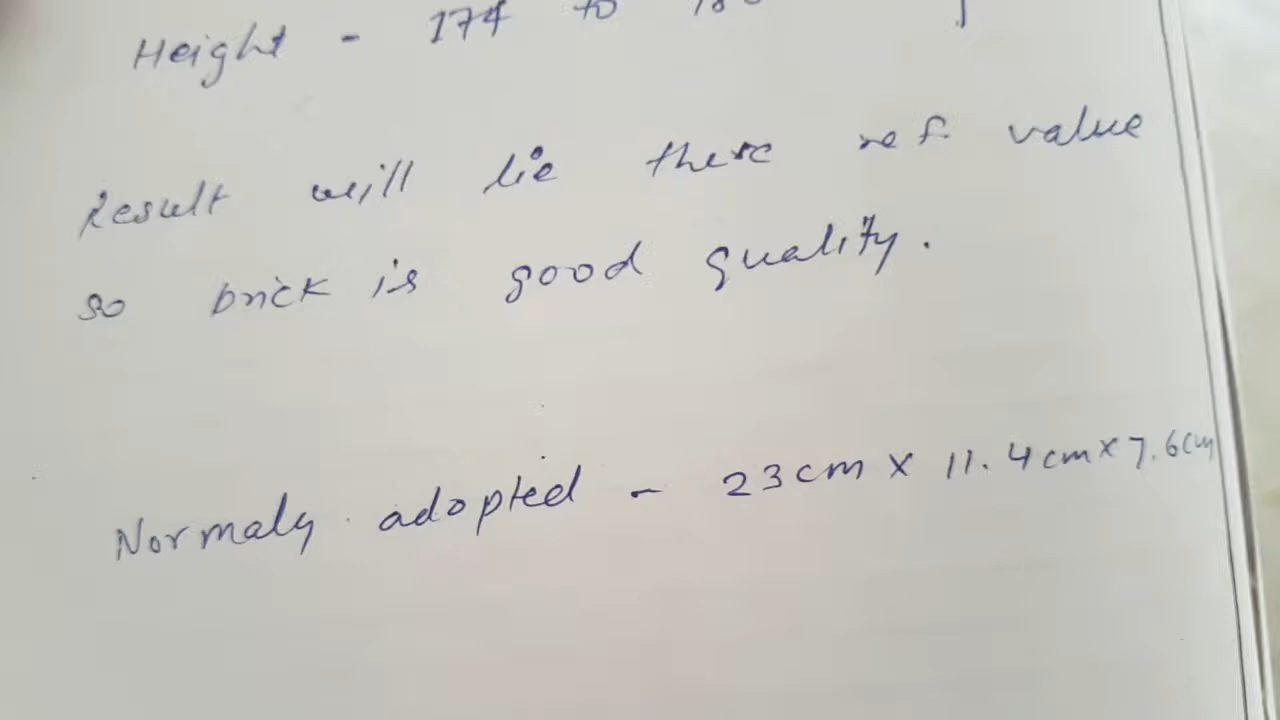 Height - 174 to
Result will lie these ref value
so brick is good quality.
Normaly adopted - 23cm x 11.4cm x 7.6cm